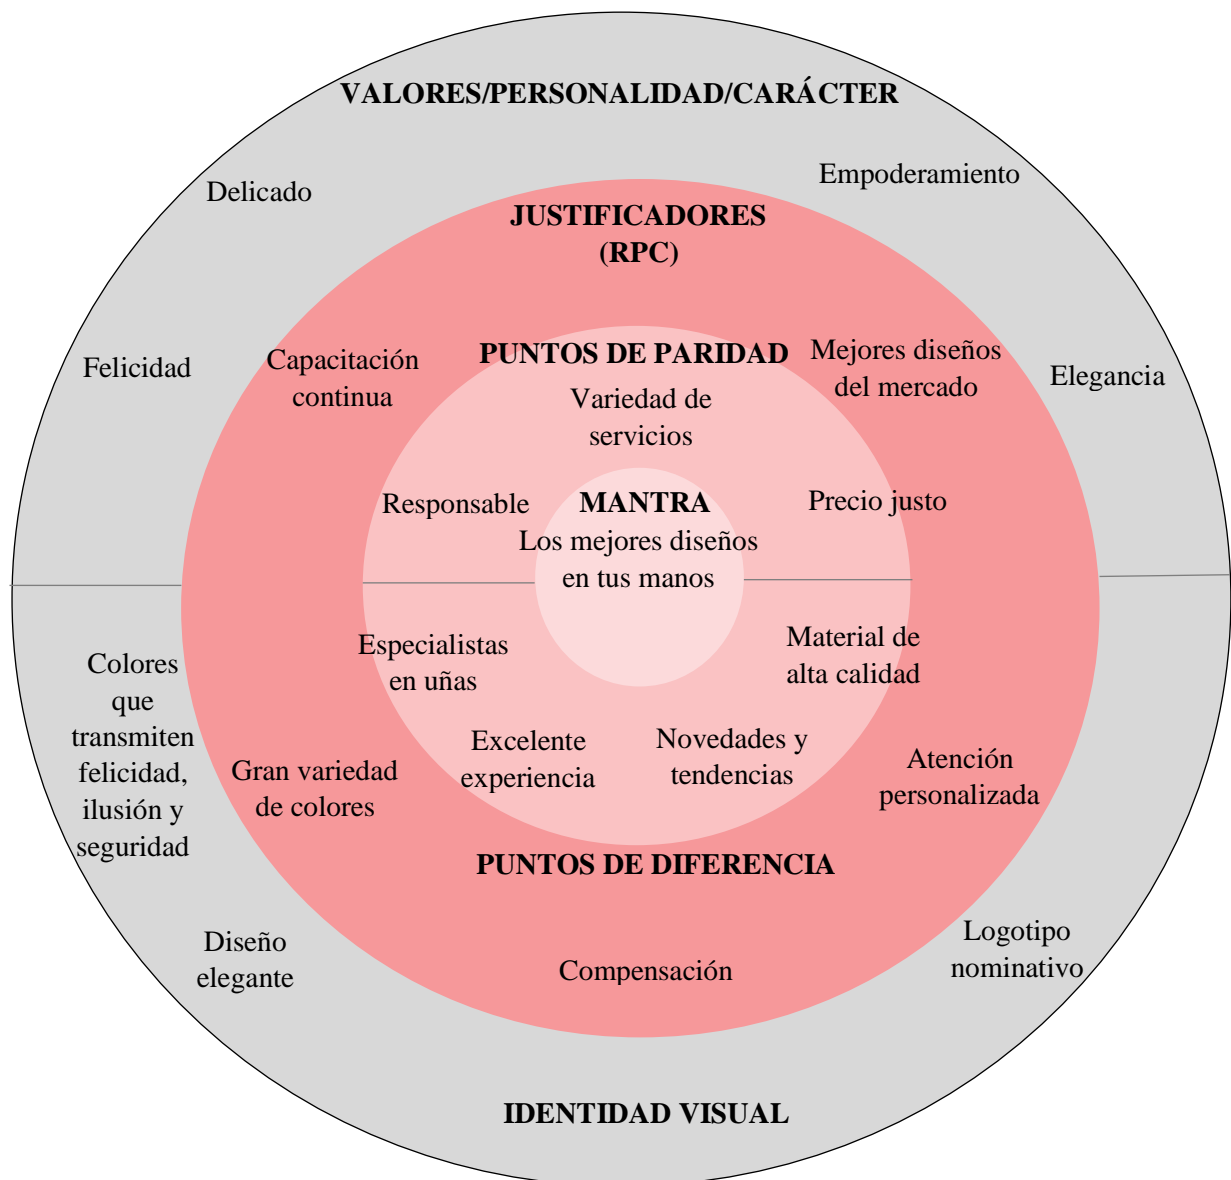 VALORES/PERSONALIDAD/CARÁCTER
Delicado
Empoderamiento
JUSTIFICADORES
(RPC)
Felicidad
Capacitación
continua
PUNTOS DE PARIDAD
Variedad de
servicios
Mejores diseños
del mercado
Elegancia
Responsable
MANTRA
Los mejores diseños
en tus manos
Precio justo
Colores
que
transmiten
felicidad,
ilusión y
seguridad
Especialistas
en uñas
Material de
alta calidad
Gran variedad
de colores
Excelente
experiencia
Novedades y
tendencias
Atención
personalizada
PUNTOS DE DIFERENCIA
Diseño
elegante
Compensación
Logotipo
nominativo
IDENTIDAD VISUAL